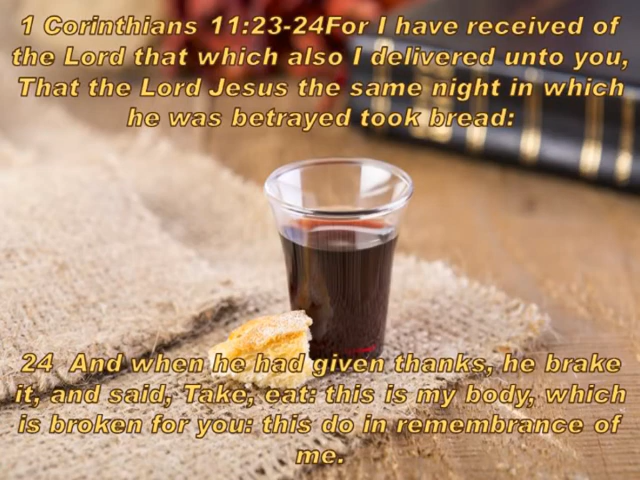 1 Corinthians 11:23-24For I have received of
the Lord that which also I delivered unto you,
That the Lord Jesus the same night in which
he was betrayed took bread:
24 And when he had given thanks, he brake
it, and said, Take, eat: this is my body, which
is broken for you: this do in remembrance of
me.